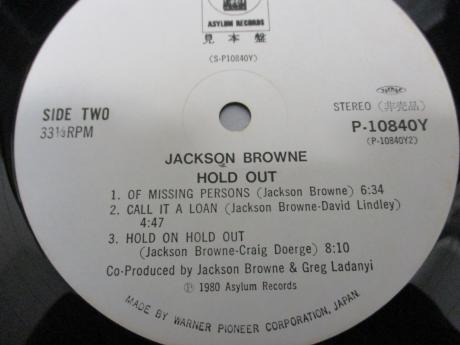 ASYLUM RECORDS
見本盤
(S-P10840Y)
SIDE TWO
33⅓RPM
STEREO (非売品)
P-10840Y
(P-10840Y2)
JACKSON BROWNE
HOLD OUT
1. OF MISSING PERSONS (Jackson Browne) 6:34
2. CALL IT A LOAN (Jackson Browne-David Lindley)
4:47
3. HOLD ON HOLD OUT
(Jackson Browne-Craig Doerge) 8:10
Co-Produced by Jackson Browne & Greg Ladanyi
Ⓟ 1980 Asylum Records
MADE BY WARNER PIONEER CORPORATION, JAPAN.